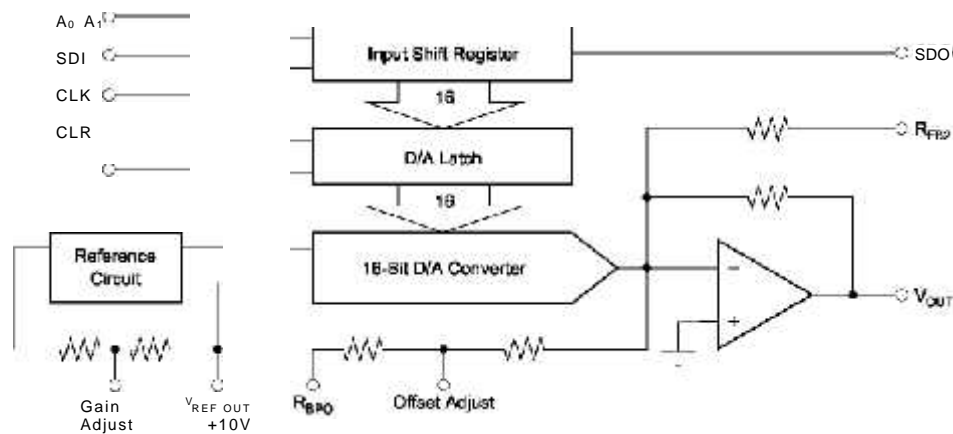 A0 A1
SDI
CLK
CLR
Input Shift Register
SDO
16
D/A Latch
16
RFB2
Reference
Circuit
16-Bit D/A Converter
−
+
VOUT
Gain
Adjust
VREF OUT
+10V
RBPO
Offset Adjust